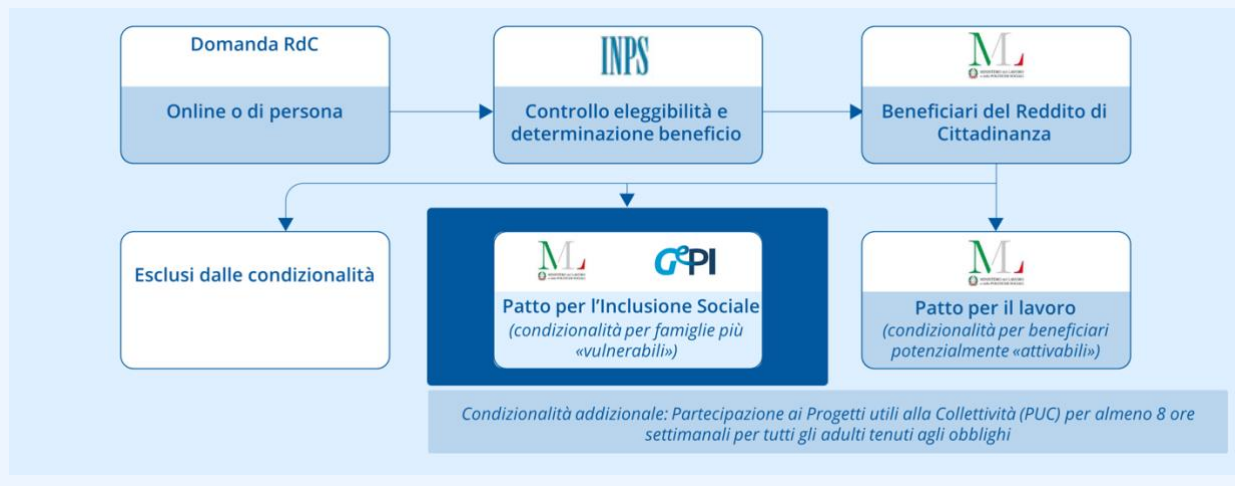 Domanda RdC
Online o di persona
INPS
Controllo eleggibilità e
determinazione beneficio
ML
Beneficiari del Reddito di
Cittadinanza
Esclusi dalle condizionalità
ML
GePI
Patto per l’Inclusione Sociale
(condizionalità per famiglie più
«vulnerabili»)
ML
Patto per il lavoro
(condizionalità per beneficiari
potenzialmente «attivabili»)
Condizionalità addizionale: Partecipazione ai Progetti utili alla Collettività (PUC) per almeno 8 ore
settimanali per tutti gli adulti tenuti agli obblighi